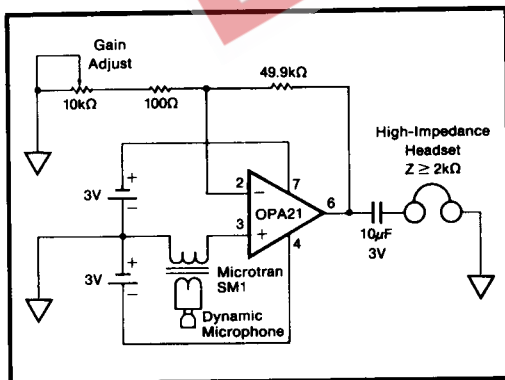 Gain
Adjust
10kΩ
100Ω
49.9kΩ
High-Impedance
Headset
Z ≥ 2kΩ
+
3V
−
2
−
7
OPA21
6
3
+
4
10μF
3V
+
3V
−
Microtran
SM1
Dynamic
Microphone